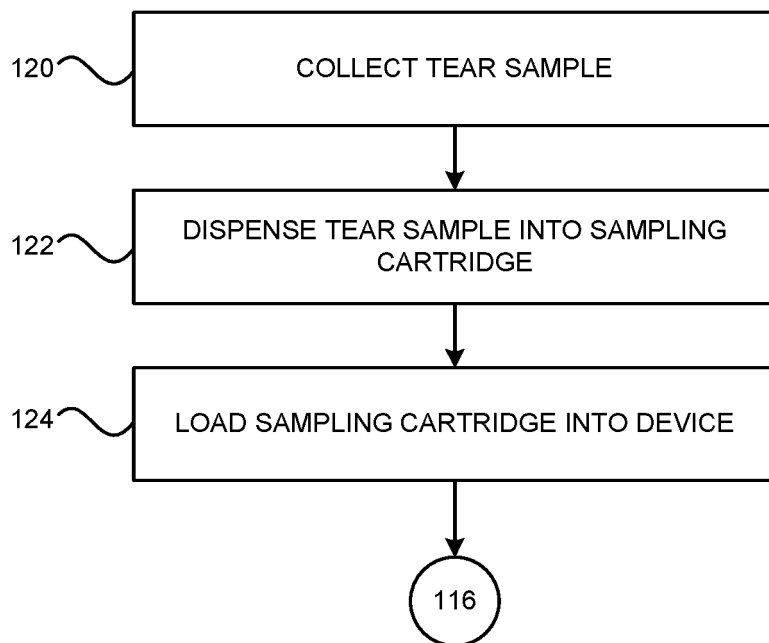 120
COLLECT TEAR SAMPLE
122
DISPENSE TEAR SAMPLE INTO SAMPLING
CARTRIDGE
124
LOAD SAMPLING CARTRIDGE INTO DEVICE
116